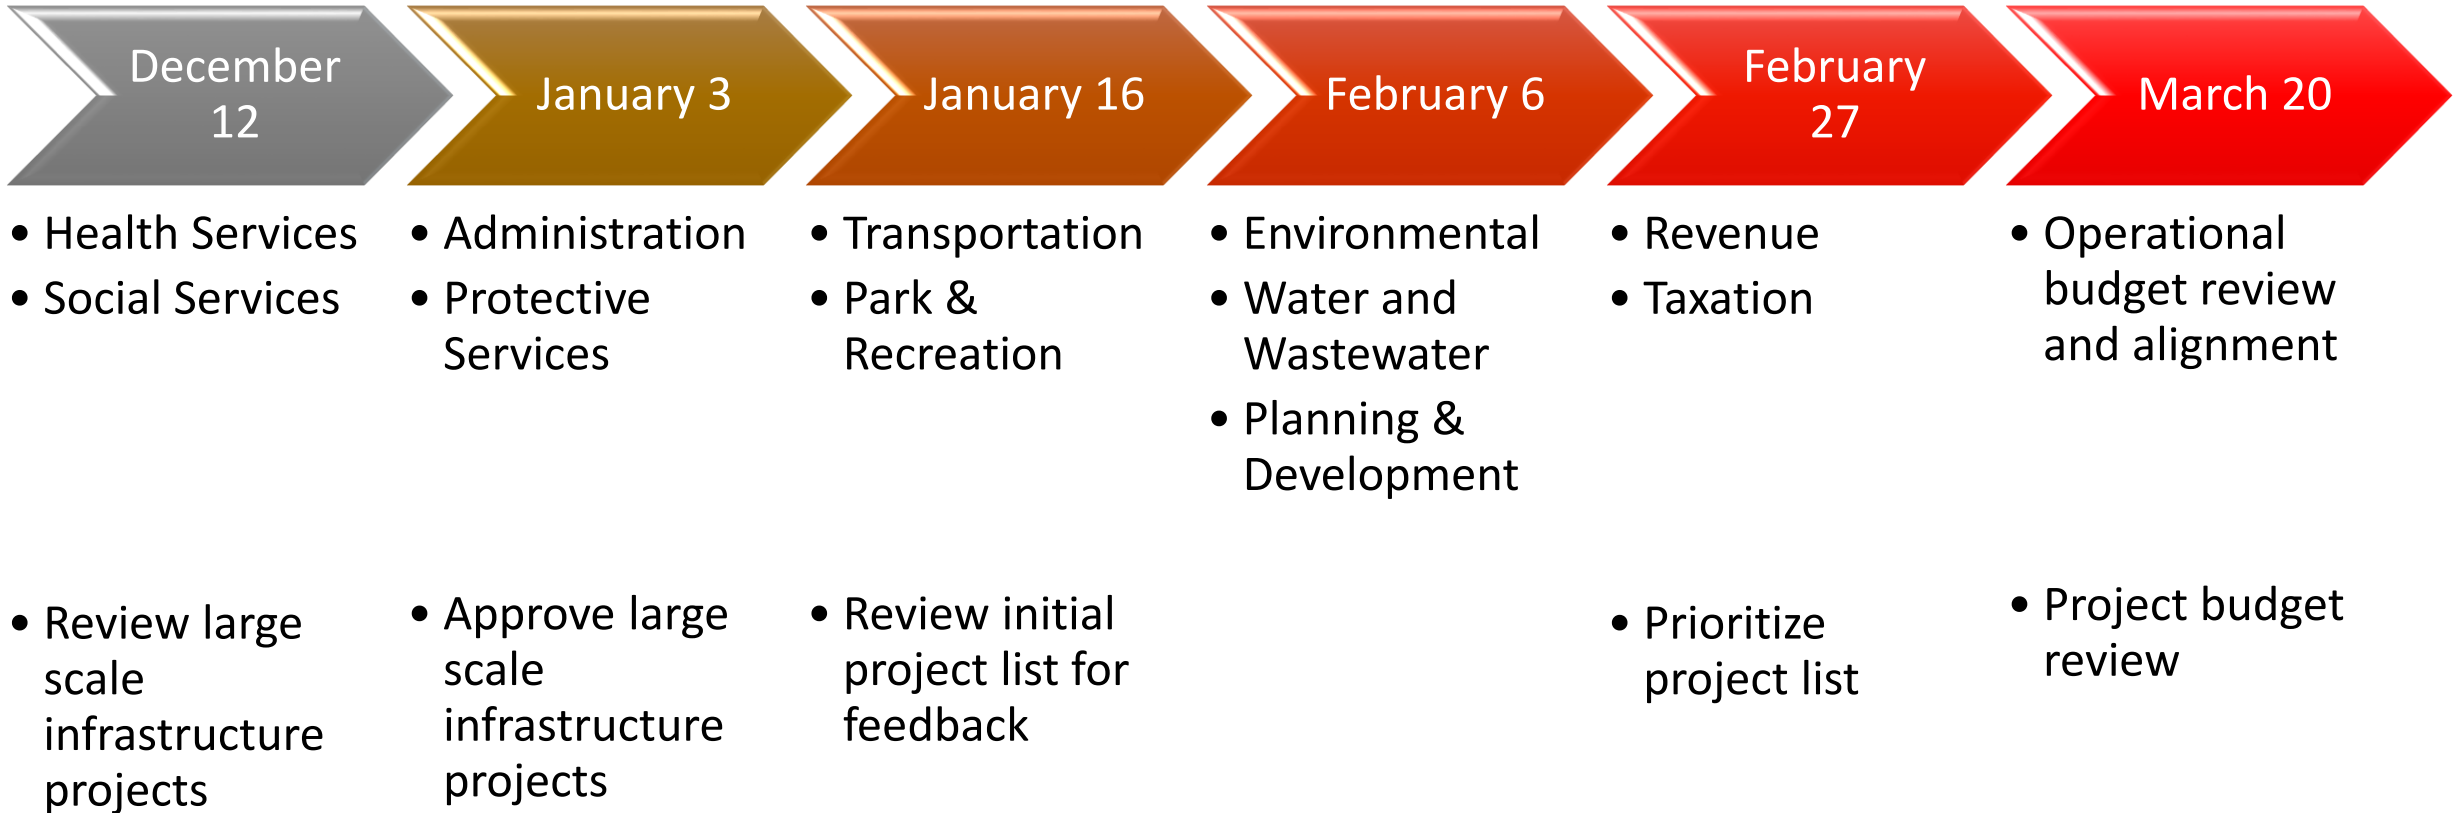 December
12
• Health Services
• Social Services
• Review large
scale
infrastructure
projects
January 3
• Administration
• Protective
Services
• Approve large
scale
infrastructure
projects
January 16
• Transportation
• Park &
Recreation
• Review initial
project list for
feedback
February 6
• Environmental
• Water and
Wastewater
• Planning &
Development
February
27
• Revenue
• Taxation
• Prioritize
project list
March 20
• Operational
budget review
and alignment
• Project budget
review